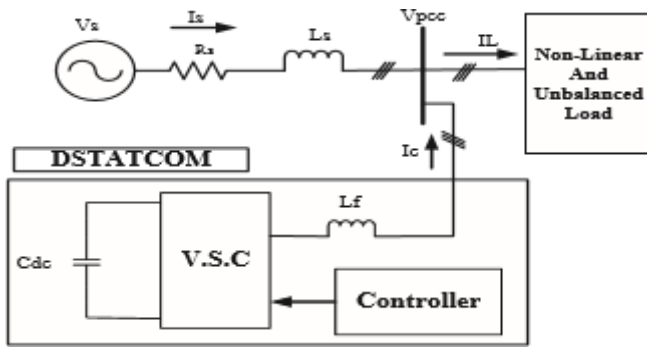 Vs
Is
Rs
Ls
Vpcc
IL
Non-Linear
And
Unbalanced
Load
Ic
DSTATCOM
Cdc
V.S.C
Lf
Controller